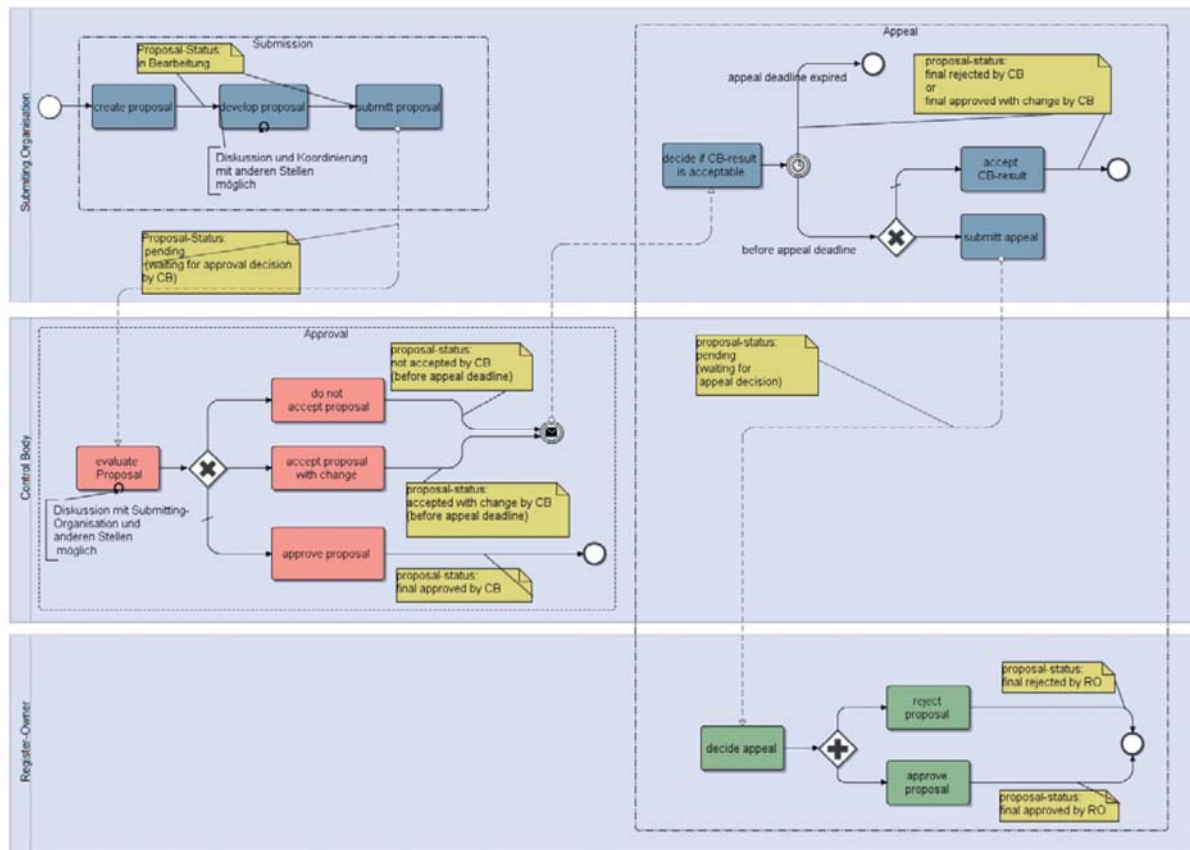 Submitting Organisation
Submission
Proposal-Status:
in Bearbeitung
create proposal
develop proposal
submitt proposal
Diskussion und Koordinierung
mit anderen Stellen
möglich
Proposal-Status:
pending
(waiting for approval decision
by CB)
Appeal
appeal deadline expired
proposal-status:
final rejected by CB
or
final approved with change by CB
decide if CB-result
is acceptable
accept
CB-result
before appeal deadline
submitt appeal
Control Body
Approval
proposal-status:
not accepted by CB
(before appeal deadline)
do not
accept proposal
evaluate
Proposal
accept proposal
with change
Diskussion mit Submitting-
Organisation und
anderen Stellen
möglich
proposal-status:
accepted with change by CB
(before appeal deadline)
approve proposal
proposal-status:
final approved by CB
proposal-status:
pending
(waiting for
appeal decision)
Register-Owner
proposal-status:
final rejected by RO
reject
proposal
decide appeal
approve
proposal
proposal-status:
final approved by RO